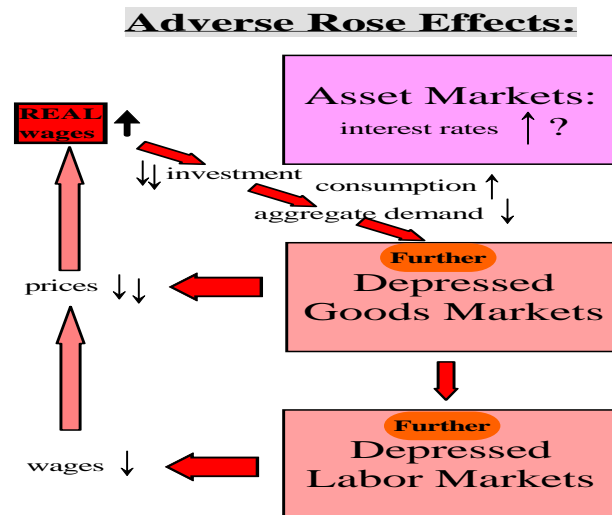 Adverse Rose Effects:
Asset Markets:
interest rates ↑ ?
REAL
wages ↑
↓↓ investment
consumption ↑
aggregate demand ↓
Further
Depressed
Goods Markets
prices ↓↓
Further
Depressed
Labor Markets
wages ↓